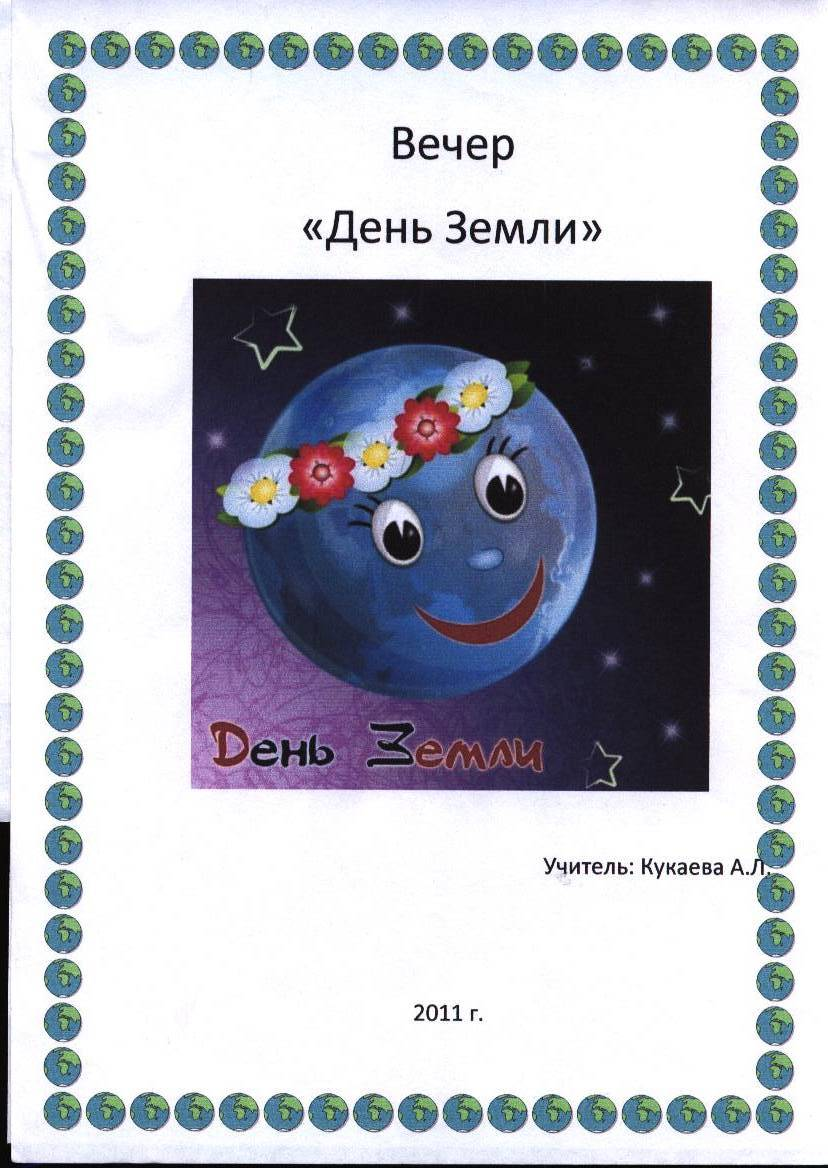 Вечер
«День Земли»
День Земли
Учитель: Кукаева А.Л.
2011 г.